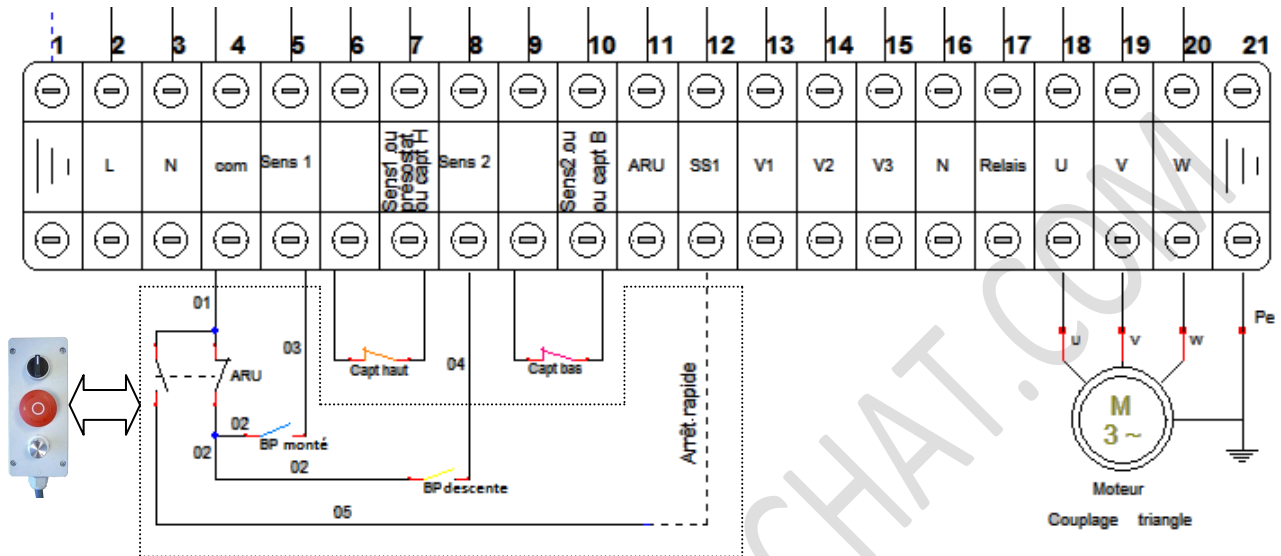 1 2 3 4 5 6 7 8 9 10 11 12 13 14 15 16 17 18 19 20 21
L N com Sens 1 Sens1 ou Sens 2 Sens2 ou ARU SS1 V1 V2 V3 N Relais U V W
présostat
ou capt H
ou capt B
01
03
04
ARU
Capt haut
Capt bas
02
BP monté
02
02
BP descente
05
Arrêt rapide
U V W
Pe
M
3~
Moteur
Couplage triangle
CHAT.COM